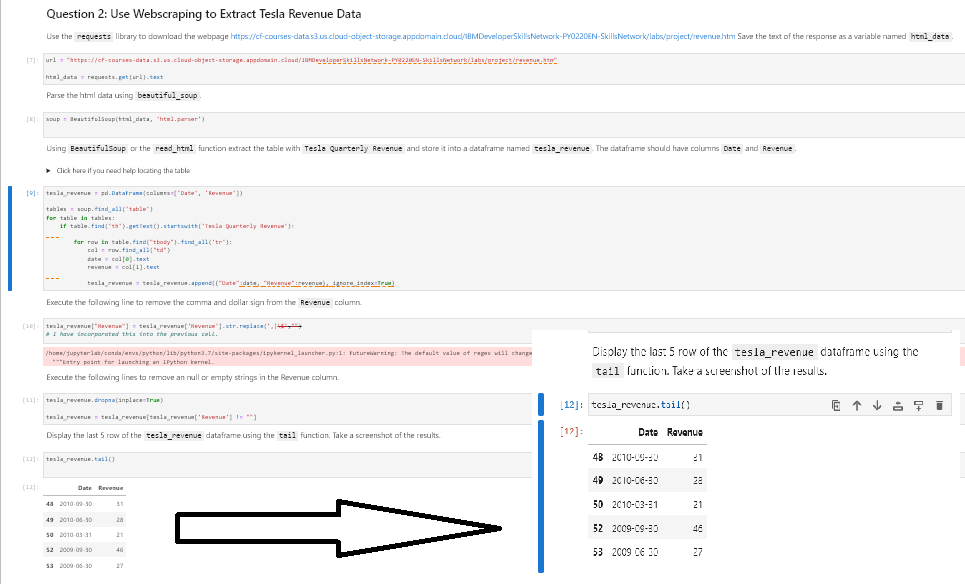 Question 2: Use Webscraping to Extract Tesla Revenue Data
Use the requests library to download the webpage https://cf-courses-data.s3.us.cloud-object-storage.appdomain.cloud/IBMDeveloperSkillsNetwork-PY0220EN-SkillsNetwork/labs/project/revenue.htm Save the text of the response as a variable named html_data .
[7]: url = "https://cf-courses-data.s3.us.cloud-object-storage.appdomain.cloud/IBMDeveloperSkillsNetwork-PY0220EN-SkillsNetwork/labs/project/revenue.htm"
html_data = requests.get(url).text
Parse the html data using beautiful_soup .
[8]: soup = BeautifulSoup(html_data, 'html.parser')
Using BeautifulSoup or the read_html function extract the table with Tesla Quarterly Revenue and store it into a dataframe named tesla_revenue . The dataframe should have columns Date and Revenue .
Click here if you need help locating the table
[9]: tesla_revenue = pd.DataFrame(columns=['Date', 'Revenue'])
tables = soup.find_all('table')
for table in tables:
if table.find('th').getText().startswith("Tesla Quarterly Revenue"):
for row in table.find("tbody").find_all('tr'):
col = row.find_all("td")
date = col[0].text
revenue = col[1].text
tesla_revenue = tesla_revenue.append({"Date":date, "Revenue":revenue}, ignore_index=True)
Execute the following line to remove the comma and dollar sign from the Revenue column.
[10]: tesla_revenue["Revenue"] = tesla_revenue['Revenue'].str.replace(',|\$',"")
# I have incorporated this into the previous cell.
/home/jupyterlab/conda/envs/python/lib/python3.7/site-packages/ipykernel_launcher.py:1: FutureWarning: The default value of regex will change
"""Entry point for launching an IPython kernel.
Execute the following lines to remove an null or empty strings in the Revenue column.
[11]: tesla_revenue.dropna(inplace=True)
tesla_revenue = tesla_revenue[tesla_revenue['Revenue'] != ""]
Display the last 5 row of the tesla_revenue dataframe using the tail function. Take a screenshot of the results.
[12]: tesla_revenue.tail()
[12]: Date Revenue
48 2010-09-30 31
49 2010-06-30 28
50 2010-03-31 21
52 2009-09-30 46
53 2009-06-30 27
Display the last 5 row of the tesla_revenue dataframe using the
tail function. Take a screenshot of the results.
[12]: tesla_revenue.tail()
[12]: Date Revenue
48 2010-09-30 31
49 2010-06-30 28
50 2010-03-31 21
52 2009-09-30 46
53 2009-06-30 27